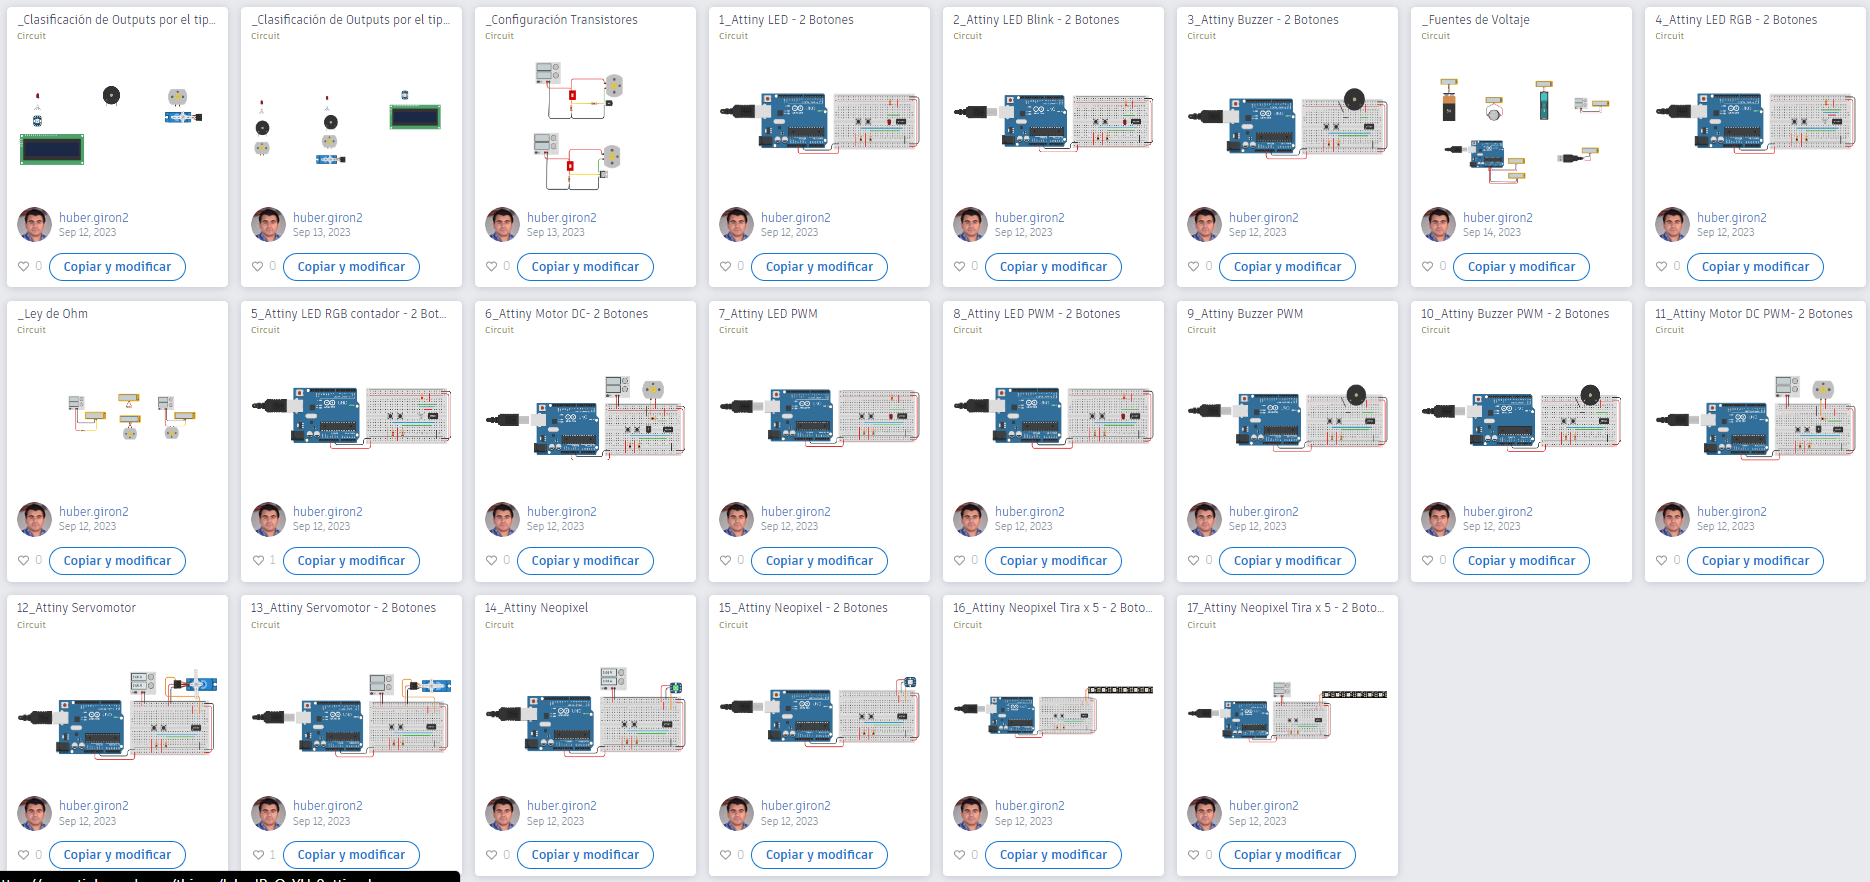 _Clasificación de Outputs por el tip...
Circuit
huber.giron2
Sep 12, 2023
0
Copiar y modificar
_Clasificación de Outputs por el tip...
Circuit
huber.giron2
Sep 13, 2023
0
Copiar y modificar
_Configuración Transistores
Circuit
huber.giron2
Sep 13, 2023
0
Copiar y modificar
1_Attiny LED - 2 Botones
Circuit
huber.giron2
Sep 12, 2023
0
Copiar y modificar
2_Attiny LED Blink - 2 Botones
Circuit
huber.giron2
Sep 12, 2023
0
Copiar y modificar
3_Attiny Buzzer - 2 Botones
Circuit
huber.giron2
Sep 12, 2023
0
Copiar y modificar
_Fuentes de Voltaje
Circuit
huber.giron2
Sep 14, 2023
0
Copiar y modificar
4_Attiny LED RGB - 2 Botones
Circuit
huber.giron2
Sep 12, 2023
0
Copiar y modificar
_Ley de Ohm
Circuit
huber.giron2
Sep 12, 2023
0
Copiar y modificar
5_Attiny LED RGB contador - 2 Bot...
Circuit
huber.giron2
Sep 12, 2023
1
Copiar y modificar
6_Attiny Motor DC- 2 Botones
Circuit
huber.giron2
Sep 12, 2023
0
Copiar y modificar
7_Attiny LED PWM
Circuit
huber.giron2
Sep 12, 2023
0
Copiar y modificar
8_Attiny LED PWM - 2 Botones
Circuit
huber.giron2
Sep 12, 2023
0
Copiar y modificar
9_Attiny Buzzer PWM
Circuit
huber.giron2
Sep 12, 2023
0
Copiar y modificar
10_Attiny Buzzer PWM - 2 Botones
Circuit
huber.giron2
Sep 12, 2023
0
Copiar y modificar
11_Attiny Motor DC PWM- 2 Botones
Circuit
huber.giron2
Sep 12, 2023
0
Copiar y modificar
12_Attiny Servomotor
Circuit
huber.giron2
Sep 12, 2023
0
Copiar y modificar
13_Attiny Servomotor - 2 Botones
Circuit
huber.giron2
Sep 12, 2023
1
Copiar y modificar
14_Attiny Neopixel
Circuit
huber.giron2
Sep 12, 2023
0
Copiar y modificar
15_Attiny Neopixel - 2 Botones
Circuit
huber.giron2
Sep 12, 2023
0
Copiar y modificar
16_Attiny Neopixel Tira x 5 - 2 Boto...
Circuit
huber.giron2
Sep 12, 2023
0
Copiar y modificar
17_Attiny Neopixel Tira x 5 - 2 Boto...
Circuit
huber.giron2
Sep 12, 2023
0
Copiar y modificar